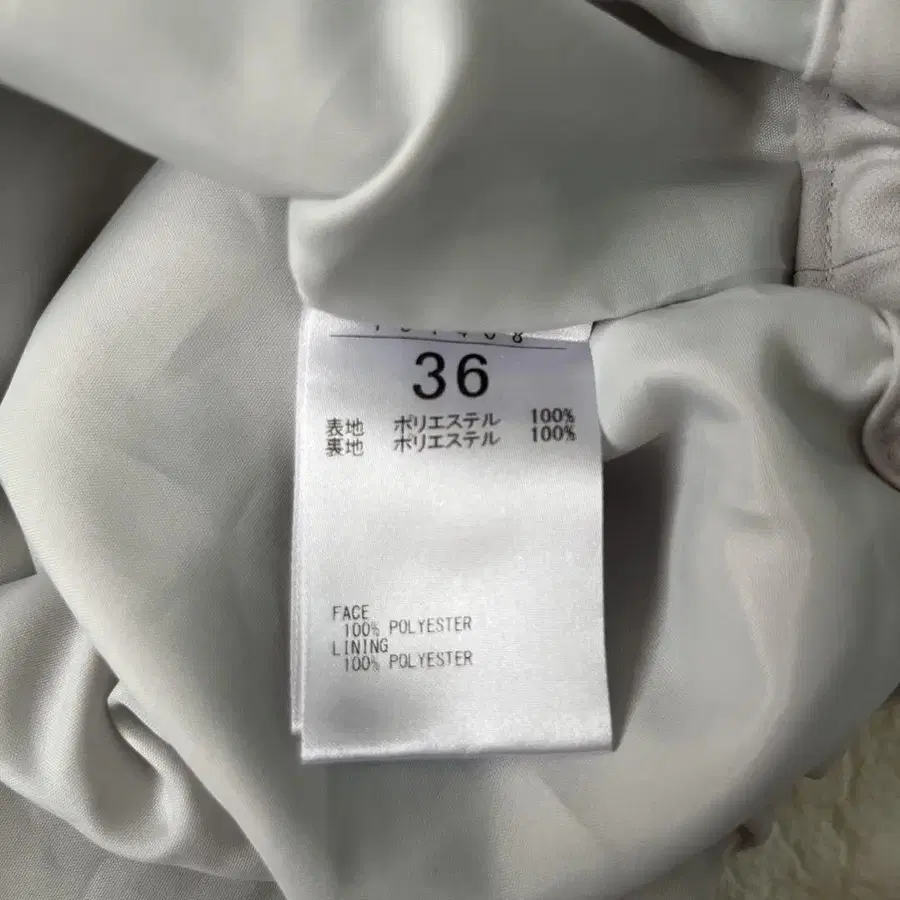 36
表地 ポリエステル 100%
裏地 ポリエステル 100%
FACE
100% POLYESTER
LINING
100% POLYESTER